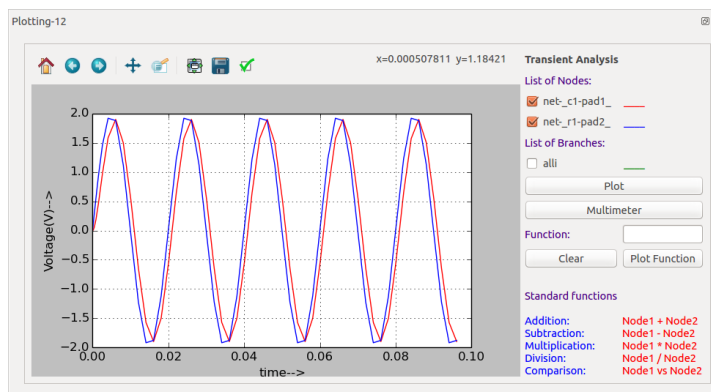 Plotting-12
x=0.000507811 y=1.18421
2.0
1.5
1.0
0.5
0.0
−0.5
−1.0
−1.5
−2.0
Voltage(V)-->
0.00 0.02 0.04 0.06 0.08 0.10
time-->
Transient Analysis
List of Nodes:
net-_c1-pad1_
net-_r1-pad2_
List of Branches:
alli
Plot
Multimeter
Function:
Clear Plot Function
Standard functions
Addition: Node1 + Node2
Subtraction: Node1 - Node2
Multiplication: Node1 * Node2
Division: Node1 / Node2
Comparison: Node1 vs Node2